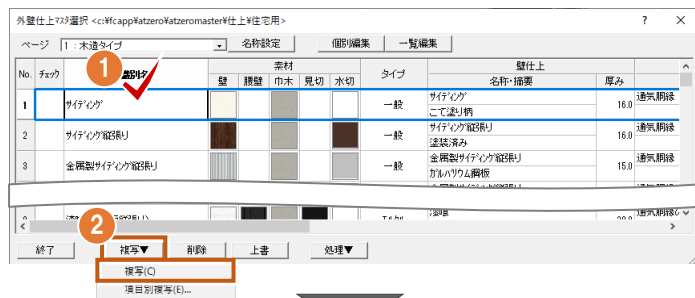 外壁仕上マスタ選択 <c:¥fcapp¥atzero¥atzeromaster¥仕上¥住宅用>
ページ 1 : 木造タイプ 名称設定 個別編集 一覧編集
No. チェック 識別名 素材 タイプ 壁仕上
壁 腰壁 巾木 見切 水切 名称・摘要 厚み
1 サイディング 一般 サイディング 16.0 通気胴縁
こて塗り柄
2 サイディング縦張り 一般 サイディング縦張り 16.0 通気胴縁
塗装済み
3 金属製サイディング縦張り 一般 金属製サイディング縦張り 15.0 通気胴縁
ガルバリウム鋼板
終了 複写▼ 削除 上書 処理▼
複写(C)
項目別複写(E)...
1
2